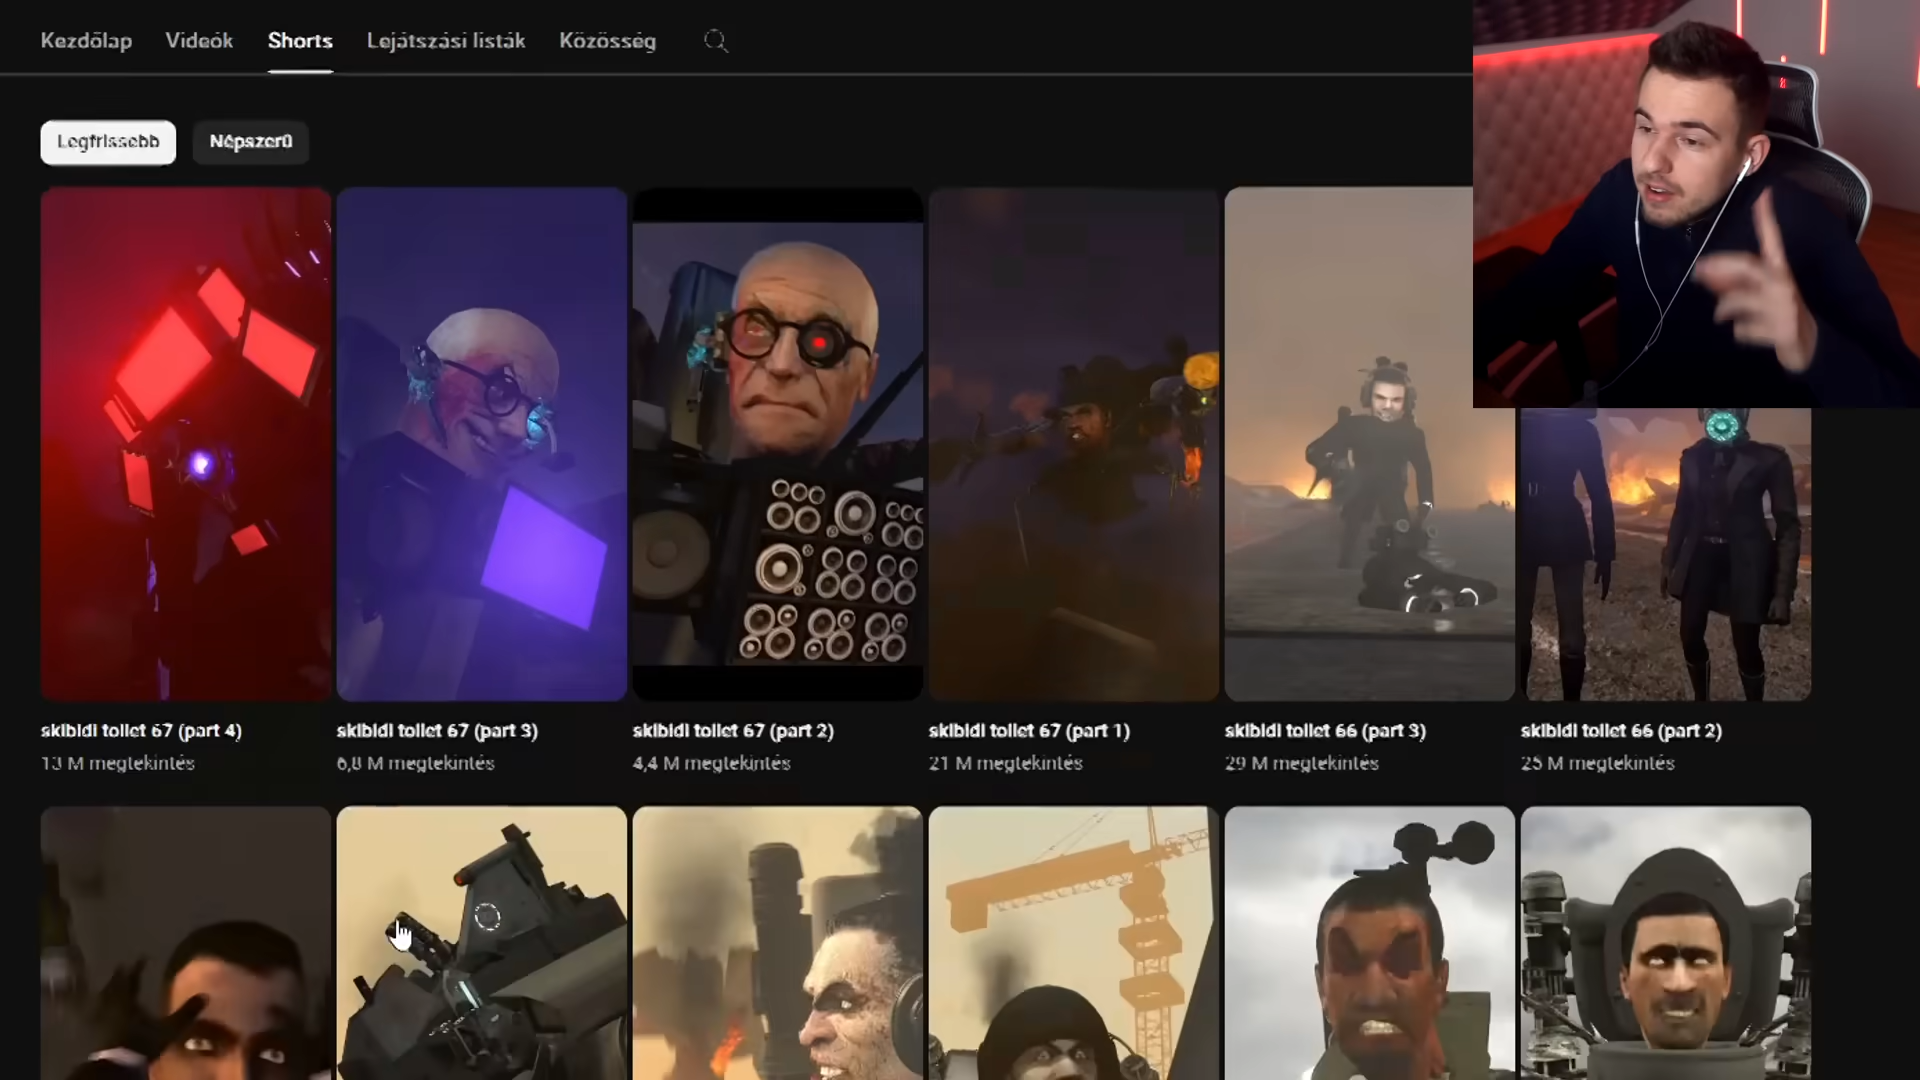 Kezdőlap Videók Shorts Lejátszási listák Közösség
Legfrissebb Népszerű
skibidi toilet 67 (part 4) skibidi toilet 67 (part 3) skibidi toilet 67 (part 2) skibidi toilet 67 (part 1) skibidi toilet 66 (part 3) skibidi toilet 66 (part 2)
13 M megtekintés 6,8 M megtekintés 4,4 M megtekintés 21 M megtekintés 29 M megtekintés 25 M megtekintés